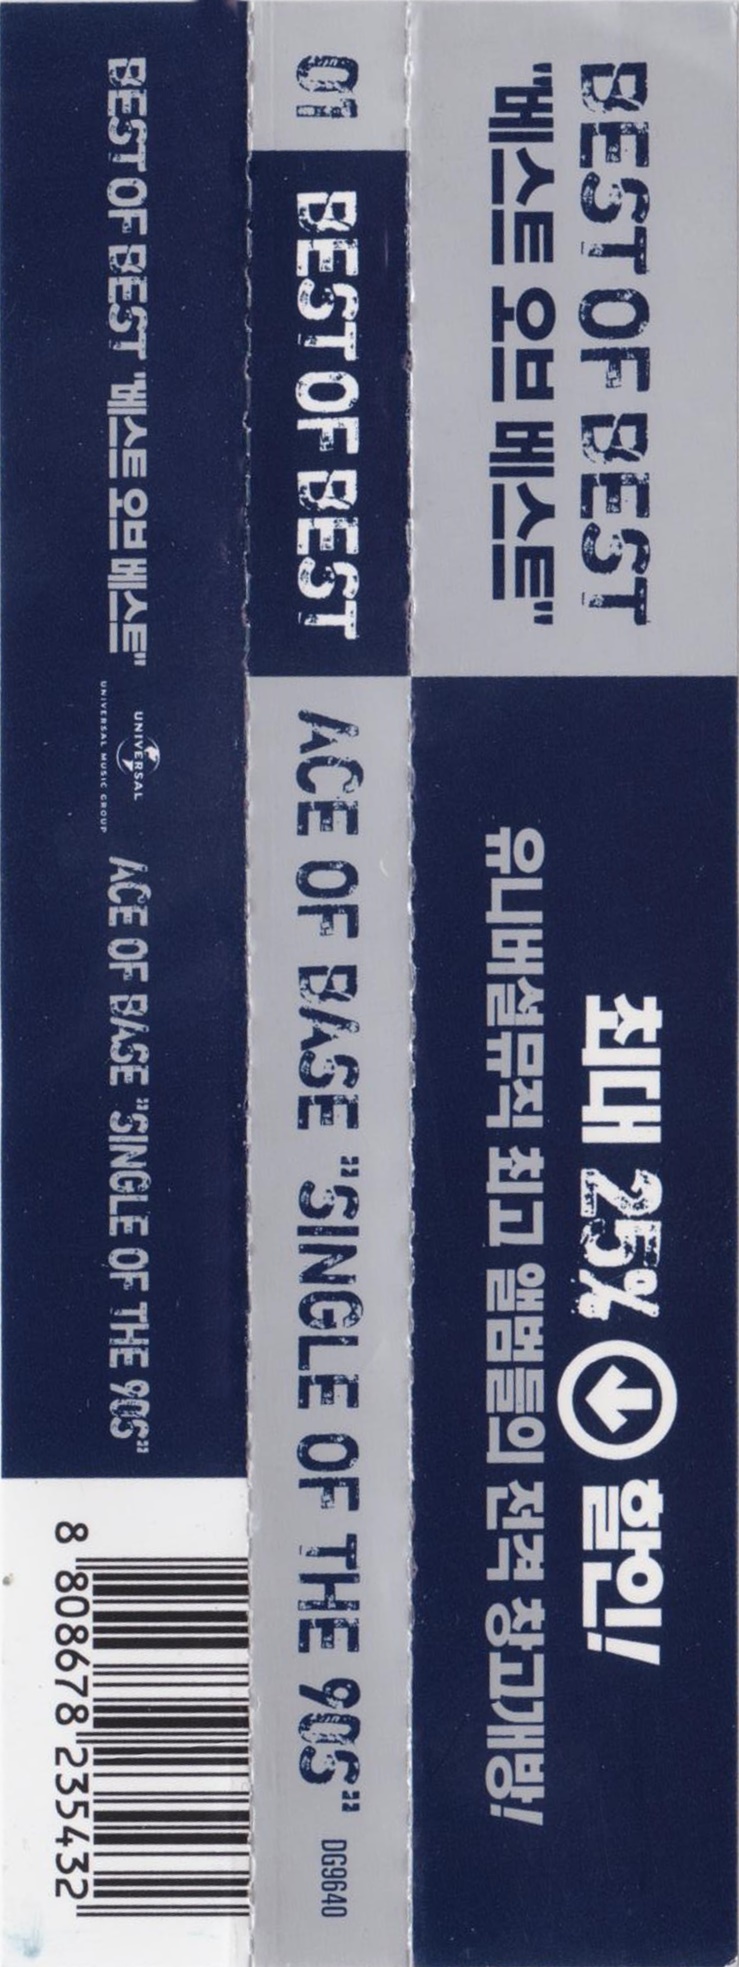 BEST OF BEST
"베스트 오브 베스트"
최대 25% 할인!
유니버설뮤직 최고 앨범들의 전격 창고개방!
01
BEST OF BEST
ACE OF BASE "SINGLE OF THE 90S"
DG9640
BEST OF BEST "베스트 오브 베스트"
UNIVERSAL
UNIVERSAL MUSIC GROUP
ACE OF BASE "SINGLE OF THE 90S"
8 808678 235432